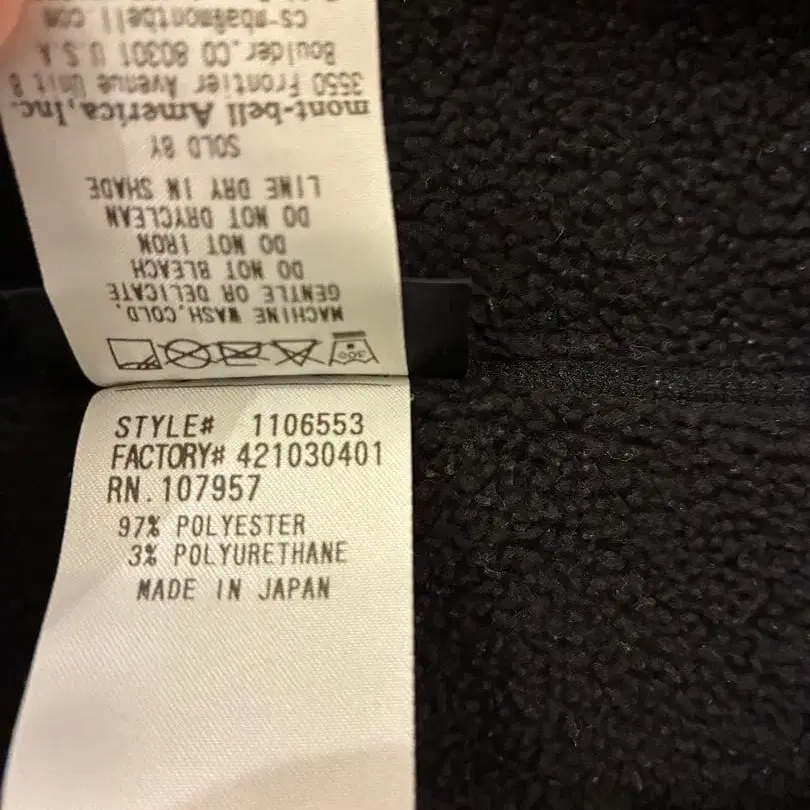 STYLE# 1106553
FACTORY# 421030401
RN. 107957
97% POLYESTER
3% POLYURETHANE
MADE IN JAPAN
MACHINE WASH, COLD,
GENTLE OR DELICATE
DO NOT BLEACH
DO NOT IRON
DO NOT DRYCLEAN
LINE DRY IN SHADE
SOLD BY
mont-bell America, Inc.
3550 Frontier Avenue Unit B
Boulder, CO 80301 U.S.A
cs-mba@montbell.com